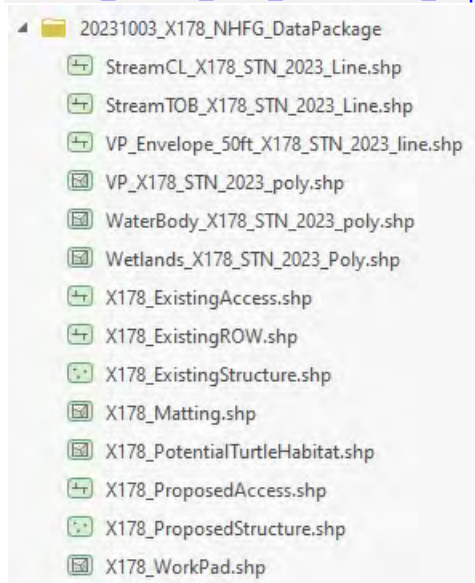 20231003_X178_NHFG_DataPackage
StreamCL_X178_STN_2023_Line.shp
StreamTOB_X178_STN_2023_Line.shp
VP_Envelope_50ft_X178_STN_2023_line.shp
VP_X178_STN_2023_poly.shp
WaterBody_X178_STN_2023_poly.shp
Wetlands_X178_STN_2023_Poly.shp
X178_ExistingAccess.shp
X178_ExistingROW.shp
X178_ExistingStructure.shp
X178_Matting.shp
X178_PotentialTurtleHabitat.shp
X178_ProposedAccess.shp
X178_ProposedStructure.shp
X178_WorkPad.shp